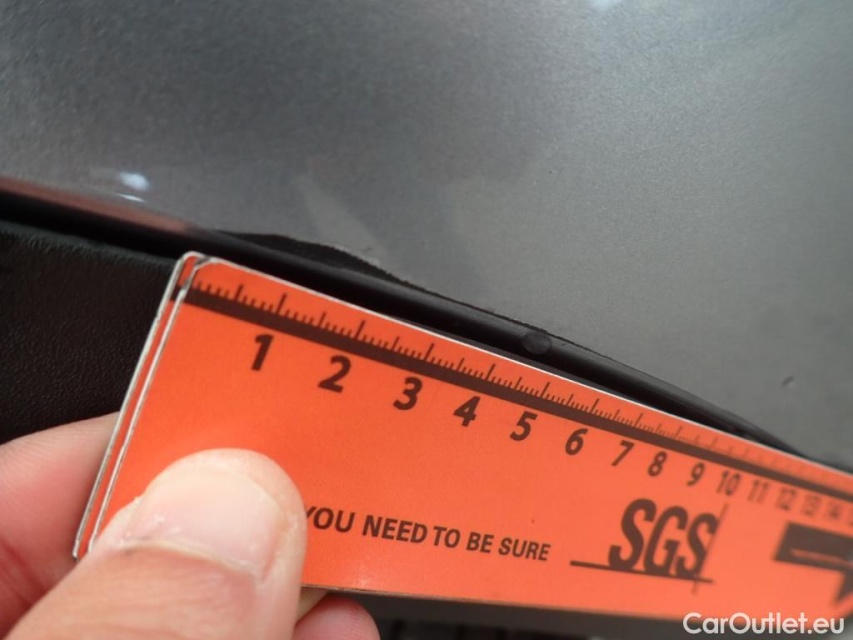 1 2 3 4 5 6 7 8 9 10 11 12 13 14
YOU NEED TO BE SURE
SGS
CarOutlet.eu